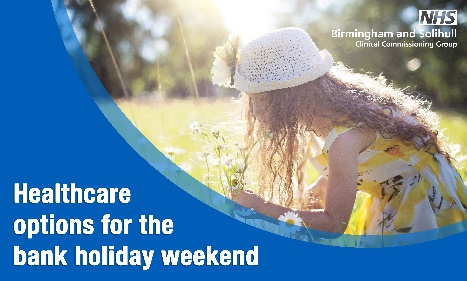 NHS
Birmingham and Solihull
Clinical Commissioning Group
Healthcare
options for the
bank holiday weekend